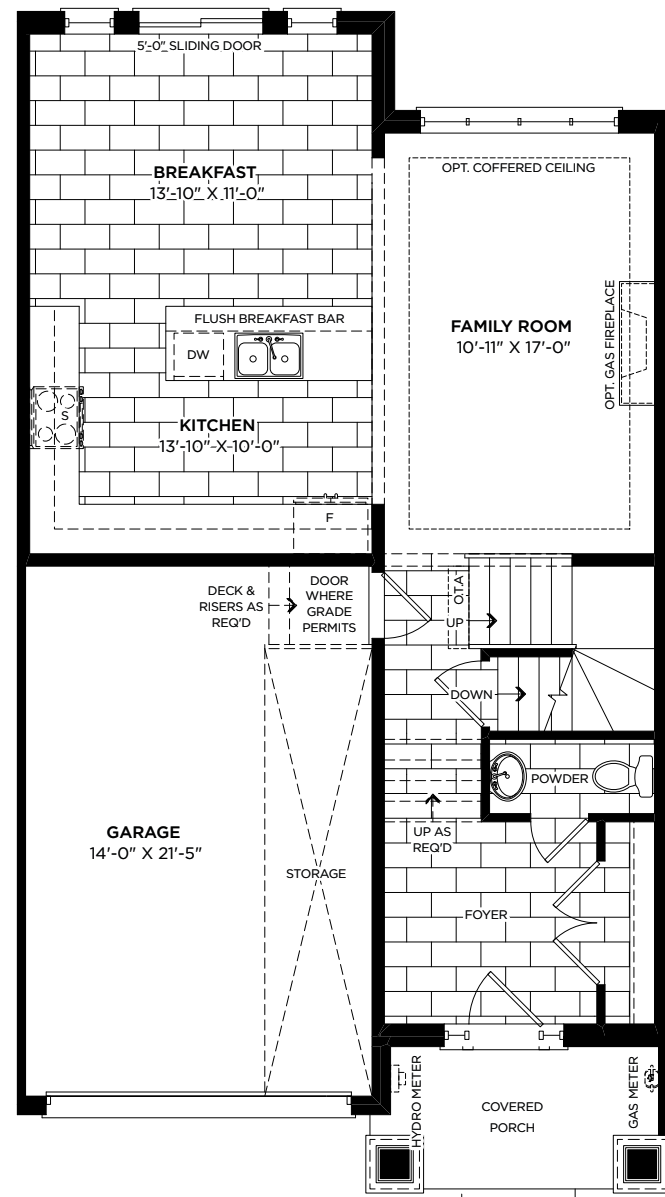 5'-0" SLIDING DOOR
BREAKFAST
13'-10" X 11'-0"
OPT. COFFERED CEILING
FLUSH BREAKFAST BAR
DW
FAMILY ROOM
10'-11" X 17'-0"
OPT. GAS FIREPLACE
S
KITCHEN
13'-10" X 10'-0"
F
DECK &
RISERS AS
REQ'D
DOOR
WHERE
GRADE
PERMITS
O.T.A
UP
DOWN
POWDER
UP AS
REQ'D
GARAGE
14'-0" X 21'-5"
STORAGE
FOYER
HYDRO METER
COVERED
PORCH
GAS METER